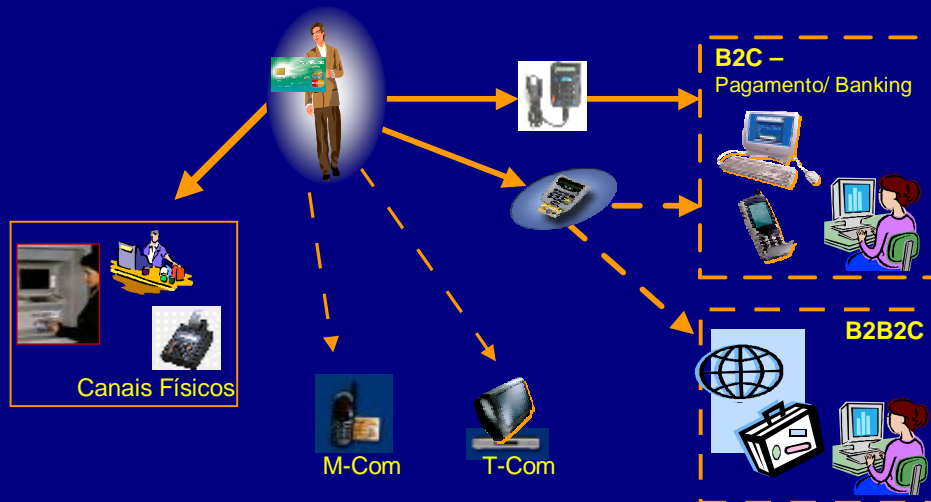 B2C –
Pagamento/ Banking
B2B2C
Canais Físicos
M-Com
T-Com